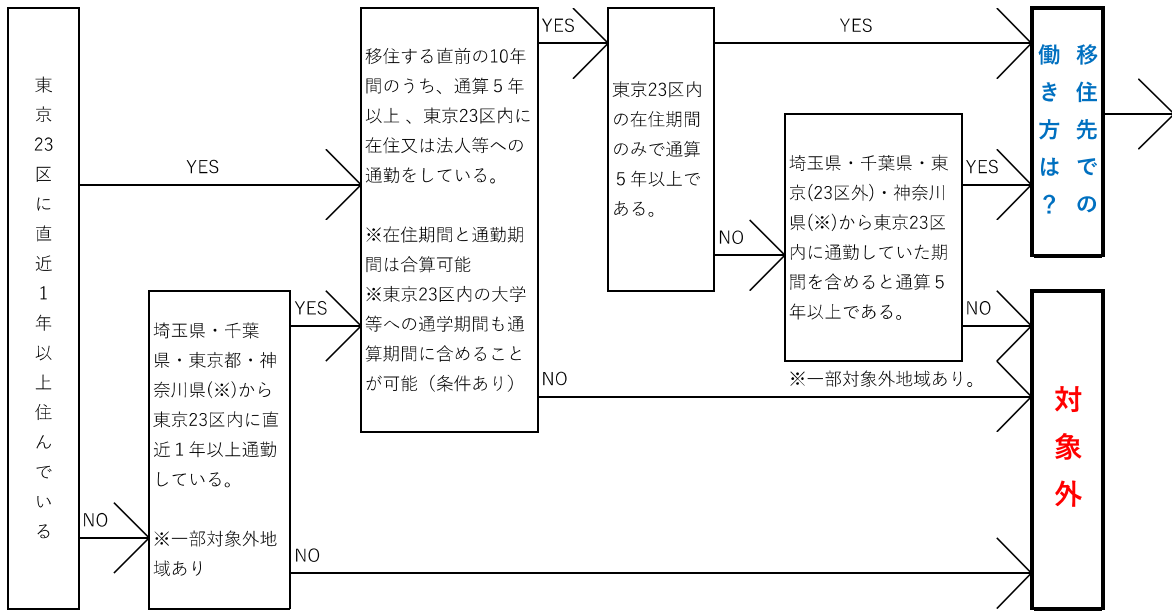 東京23区に直近１年以上住んでいる
YES
NO
埼玉県・千葉
県・東京都・神
奈川県(※)から
東京23区内に直
近１年以上通勤
している。
※一部対象外地
域あり
YES
NO
移住する直前の10年
間のうち、通算５年
以上 、東京23区内に
在住又は法人等への
通勤をしている。
※在住期間と通勤期
間は合算可能
※東京23区内の大学
等への通学期間も通
算期間に含めること
が可能（条件あり）
YES
NO
東京23区内
の在住期間
のみで通算
５年以上で
ある。
YES
NO
埼玉県・千葉県・東
京(23区外)・神奈川
県(※)から東京23区
内に通勤していた期
間を含めると通算５
年以上である。
※一部対象外地域あり。
YES
NO
移住先での
働き方は？
対象外